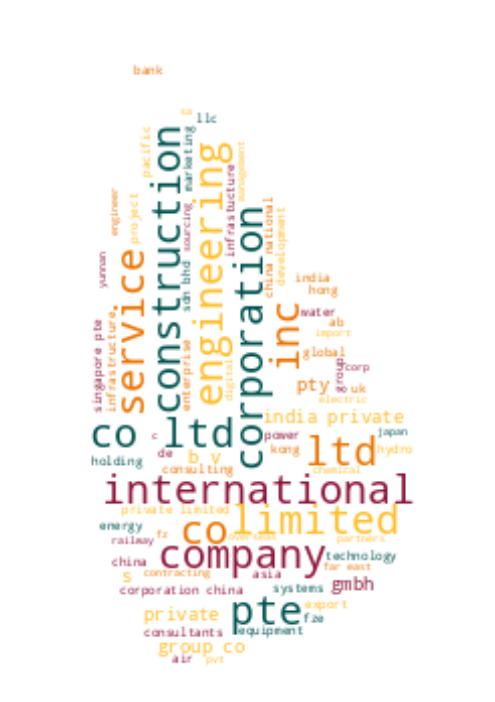 bank
co
llc
construction
marketing
pacific
engineering
management
infrastucture
engineer
project
sourcing
china national
corporation
development
service
yunnan
sdn bhd
india
hong
inc
water
ab
import
infrastructure
singapore pte
enterprise
digital
global
corp
group
pty
uk
electric
india private
co ltd
c
power
japan
ltd
hydro
de
b v
kong
holding
consulting
chemical
international
private limited
limited
energy
co
railway
fz
overseas
partners
company
technology
china
far east
s
contracting
asia
gmbh
corporation china
systems
pte
export
private
fze
consultants
equipment
group co
air
pvt